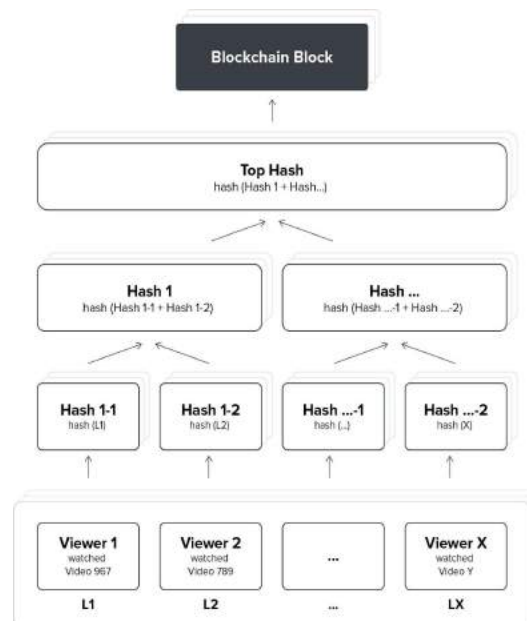 Blockchain Block
Top Hash
hash (Hash 1 + Hash...)
Hash 1
hash (Hash 1-1 + Hash 1-2)
Hash ...
hash (Hash ...-1 + Hash ...-2)
Hash 1-1
hash (L1)
Hash 1-2
hash (L2)
Hash ...-1
hash (...)
Hash ...-2
hash (X)
Viewer 1
watched
Video 967
Viewer 2
watched
Video 789
...
Viewer X
watched
Video Y
L1
L2
...
LX